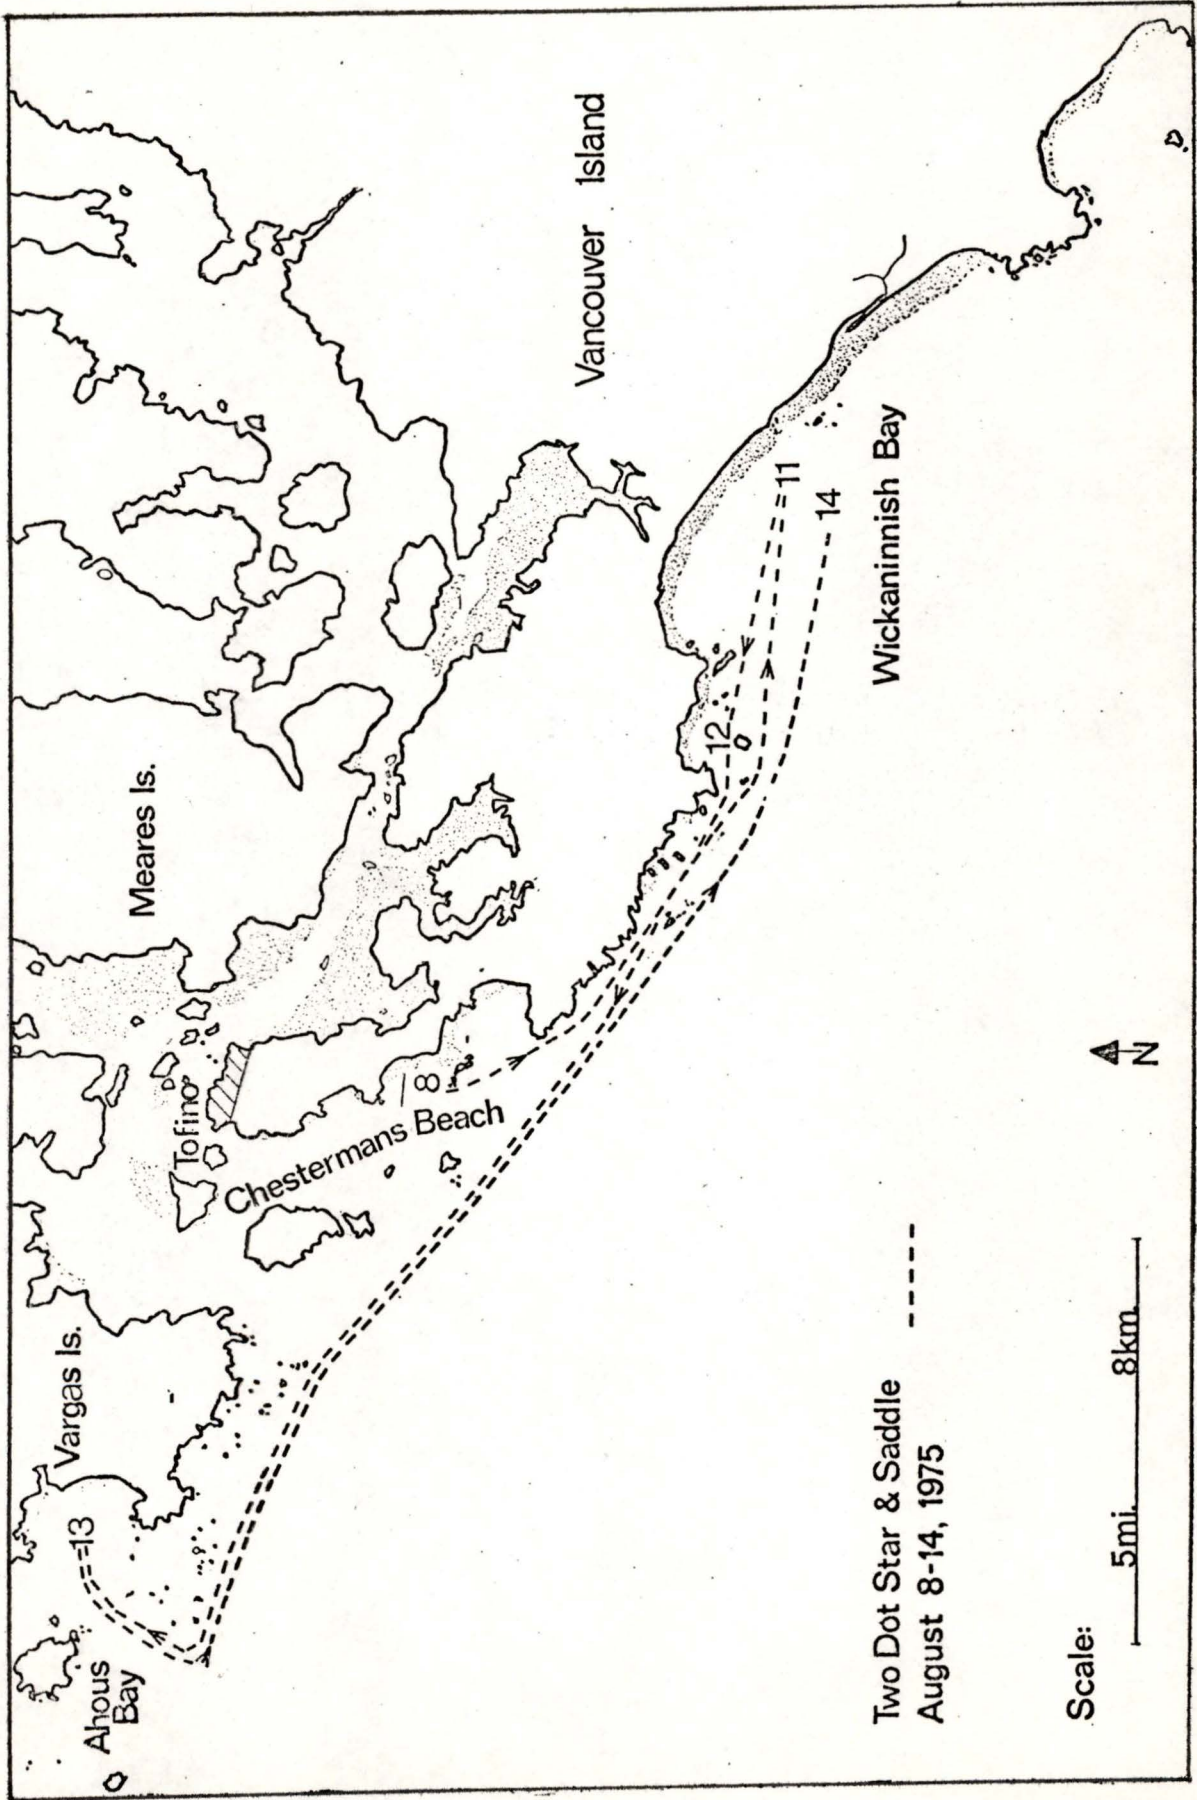 Meares Is.
Vancouver Island
Tofino
Vargas Is.
Ahous
Bay
13
Chestermans Beach
8
12
11
14
Wickaninnish Bay
Two Dot Star & Saddle
August 8-14, 1975
N
Scale:
5mi.
8km.